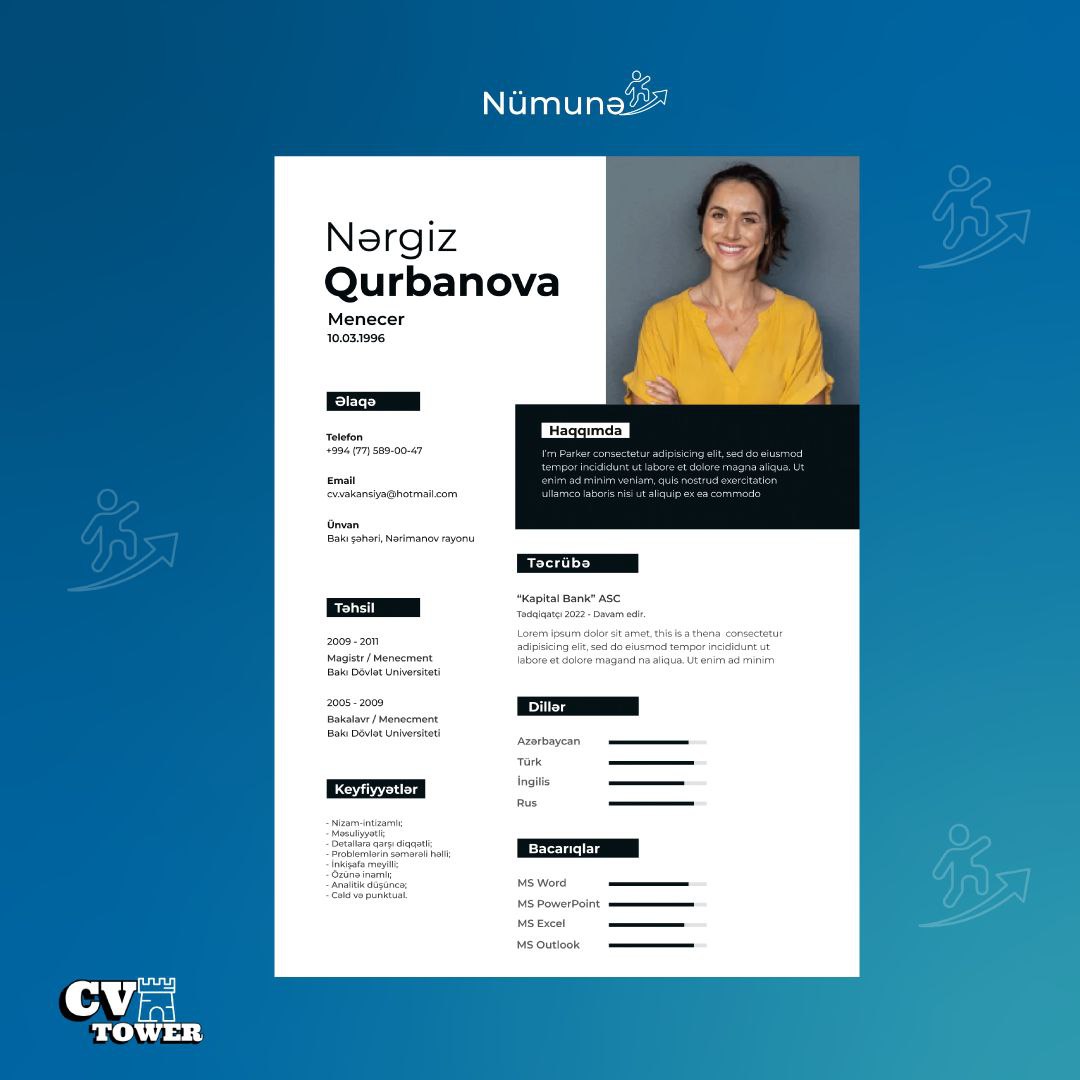 Nümunə
Nərgiz
Qurbanova
Menecer
10.03.1996
Əlaqə
Telefon
+994 (77) 589-00-47
Email
cv.vakansiya@hotmail.com
Ünvan
Bakı şəhəri, Nərimanov rayonu
Təhsil
2009 - 2011
Magistr / Menecment
Bakı Dövlət Universiteti
2005 - 2009
Bakalavr / Menecment
Bakı Dövlət Universiteti
Keyfiyyətlər
- Nizam-intizamlı;
- Məsuliyyətli;
- Detallara qarşı diqqətli;
- Problemlərin səmərəli həlli;
- İnkişafa meyilli;
- Özünə inamlı;
- Analitik düşüncə;
- Cəld və punktual.
Haqqımda
I'm Parker consectetur adipisicing elit, sed do eiusmod
tempor incididunt ut labore et dolore magna aliqua. Ut
enim ad minim veniam, quis nostrud exercitation
ullamco laboris nisi ut aliquip ex ea commodo
Təcrübə
“Kapital Bank” ASC
Tədqiqatçı 2022 - Davam edir.
Lorem ipsum dolor sit amet, this is a thena consectetur
adipisicing elit, sed do eiusmod tempor incididunt ut
labore et dolore magand na aliqua. Ut enim ad minim
Dillər
Azərbaycan
Türk
İngilis
Rus
Bacarıqlar
MS Word
MS PowerPoint
MS Excel
MS Outlook
CV
TOWER